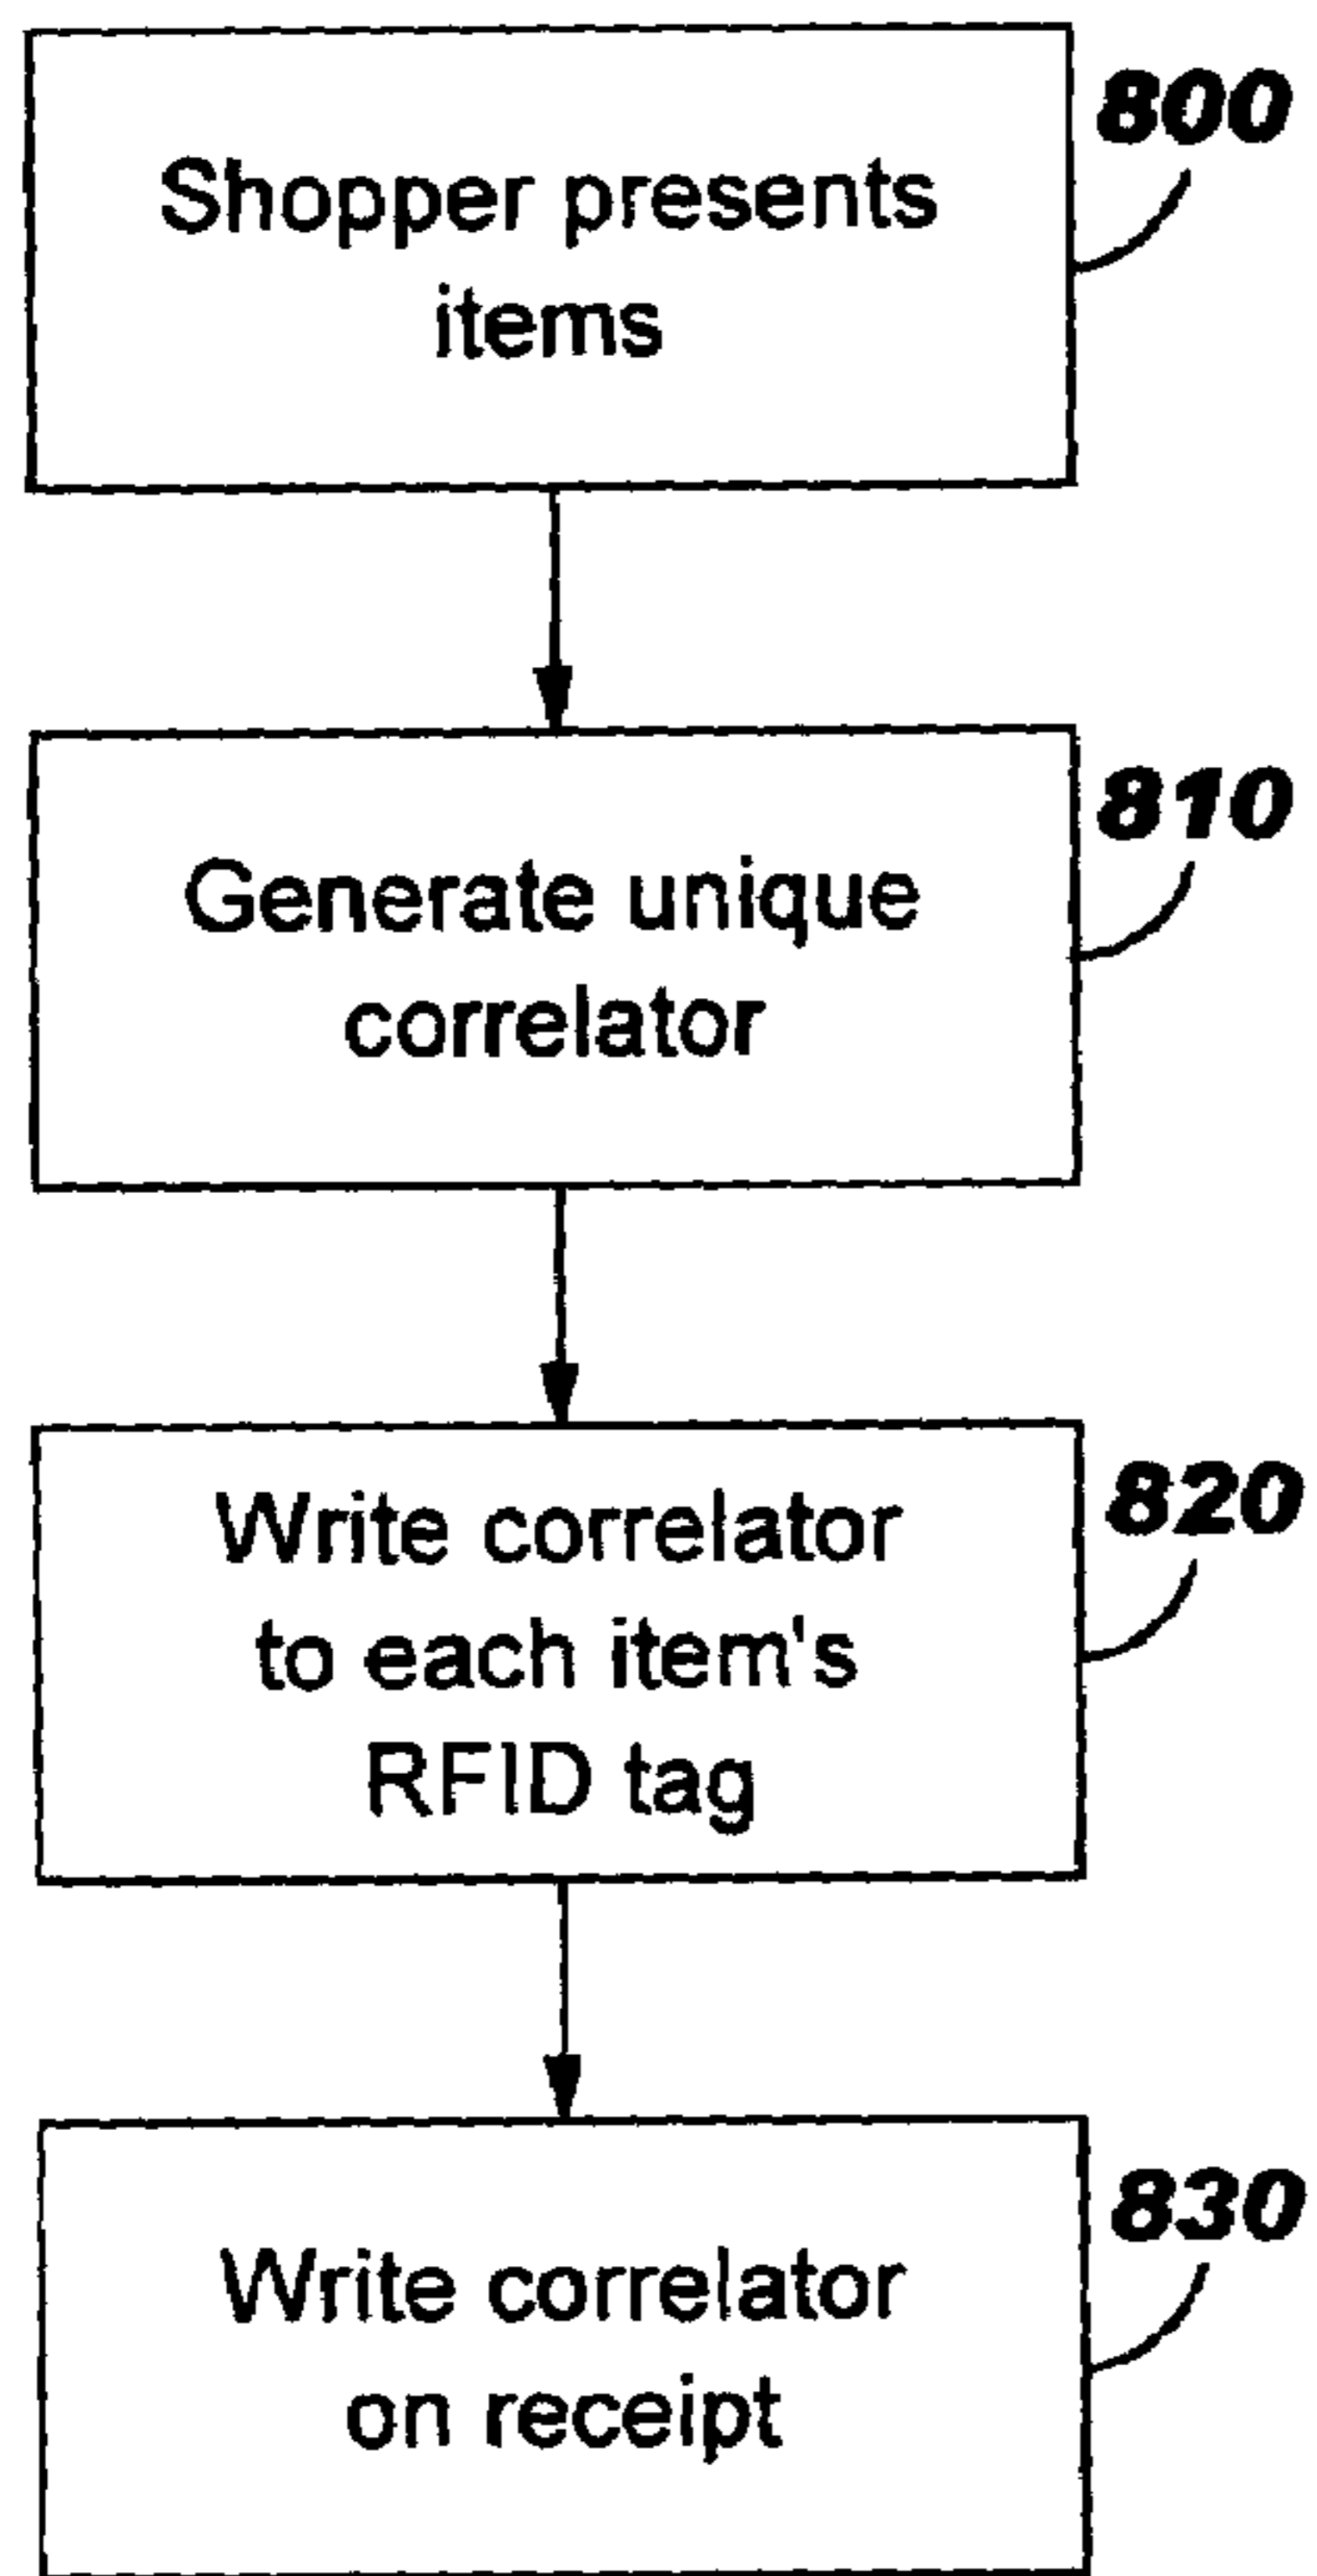 800
Shopper presents
items
810
Generate unique
correlator
820
Write correlator
to each item's
RFID tag
830
Write correlator
on receipt